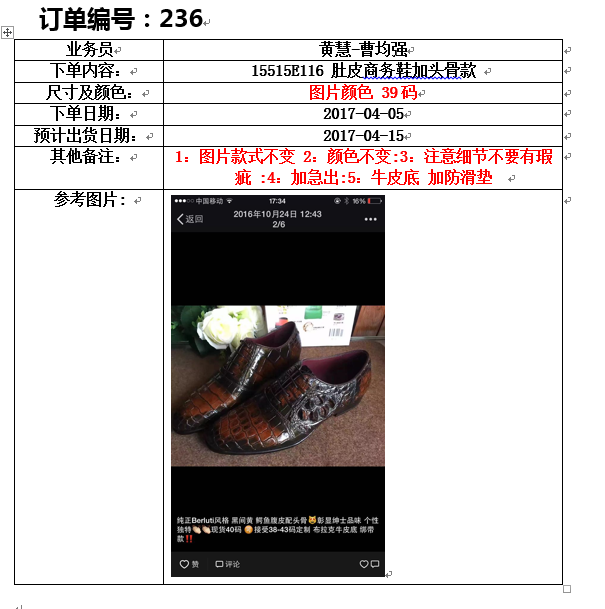 订单编号：236
业务员
黄慧-曹均强
下单内容：
15515E116 肚皮商务鞋加头骨款
尺寸及颜色：
图片颜色 39码
下单日期：
2017-04-05
预计出货日期：
2017-04-15
其他备注：
1：图片款式不变 2：颜色不变:3：注意细节不要有瑕
疵 :4：加急出:5：牛皮底 加防滑垫
参考图片：
中国移动 17:34 16%
返回 2016年10月24日 12:43
2/6
纯正Berluti风格 黑间黄 鳄鱼腹皮配头骨😼彰显绅士品味 个性
独特👏🏻👏🏻现货40码 😊接受38-43码定制 布拉克牛皮底 绑带
款‼️
赞 评论